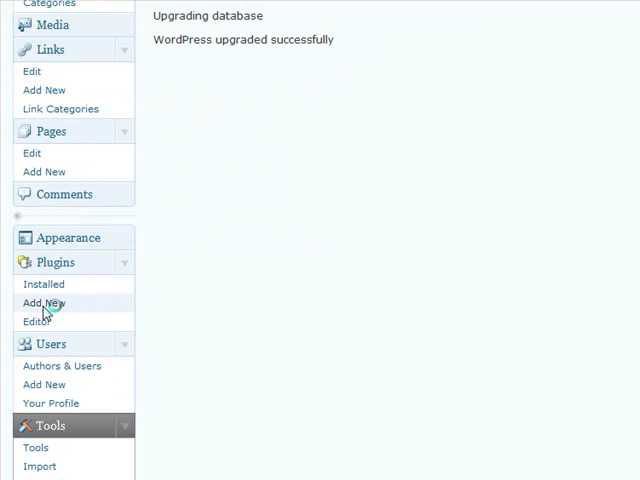 Categories
Media
Links
Edit
Add New
Link Categories
Pages
Edit
Add New
Comments
Appearance
Plugins
Installed
Add New
Editor
Users
Authors & Users
Add New
Your Profile
Tools
Tools
Import
Upgrading database
WordPress upgraded successfully